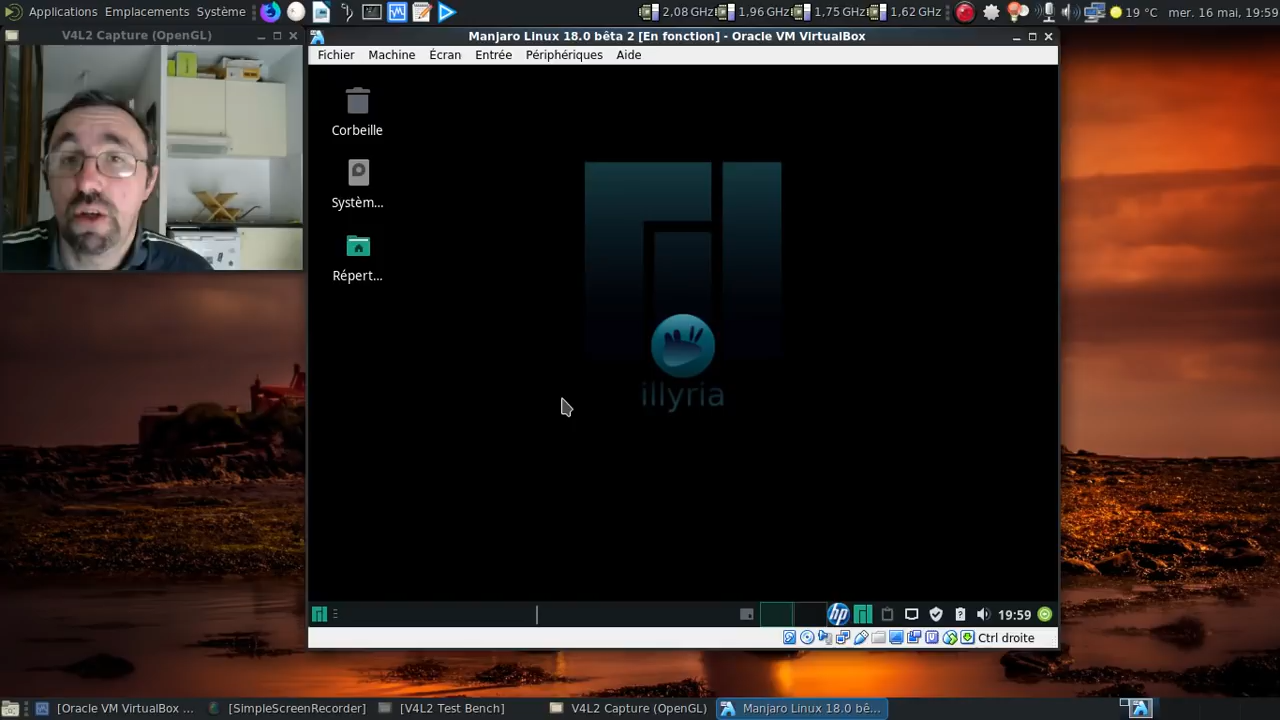 Applications Emplacements Système 2,08 GHz 1,96 GHz 1,75 GHz 1,62 GHz 19 °C mer. 16 mai, 19:59
V4L2 Capture (OpenGL)
Manjaro Linux 18.0 bêta 2 [En fonction] - Oracle VM VirtualBox
Fichier Machine Écran Entrée Périphériques Aide
Corbeille
Systèm...
Répert...
illyria
hp 19:59
Ctrl droite
[Oracle VM VirtualBox ... [SimpleScreenRecorder] [V4L2 Test Bench] V4L2 Capture (OpenGL) Manjaro Linux 18.0 bê...